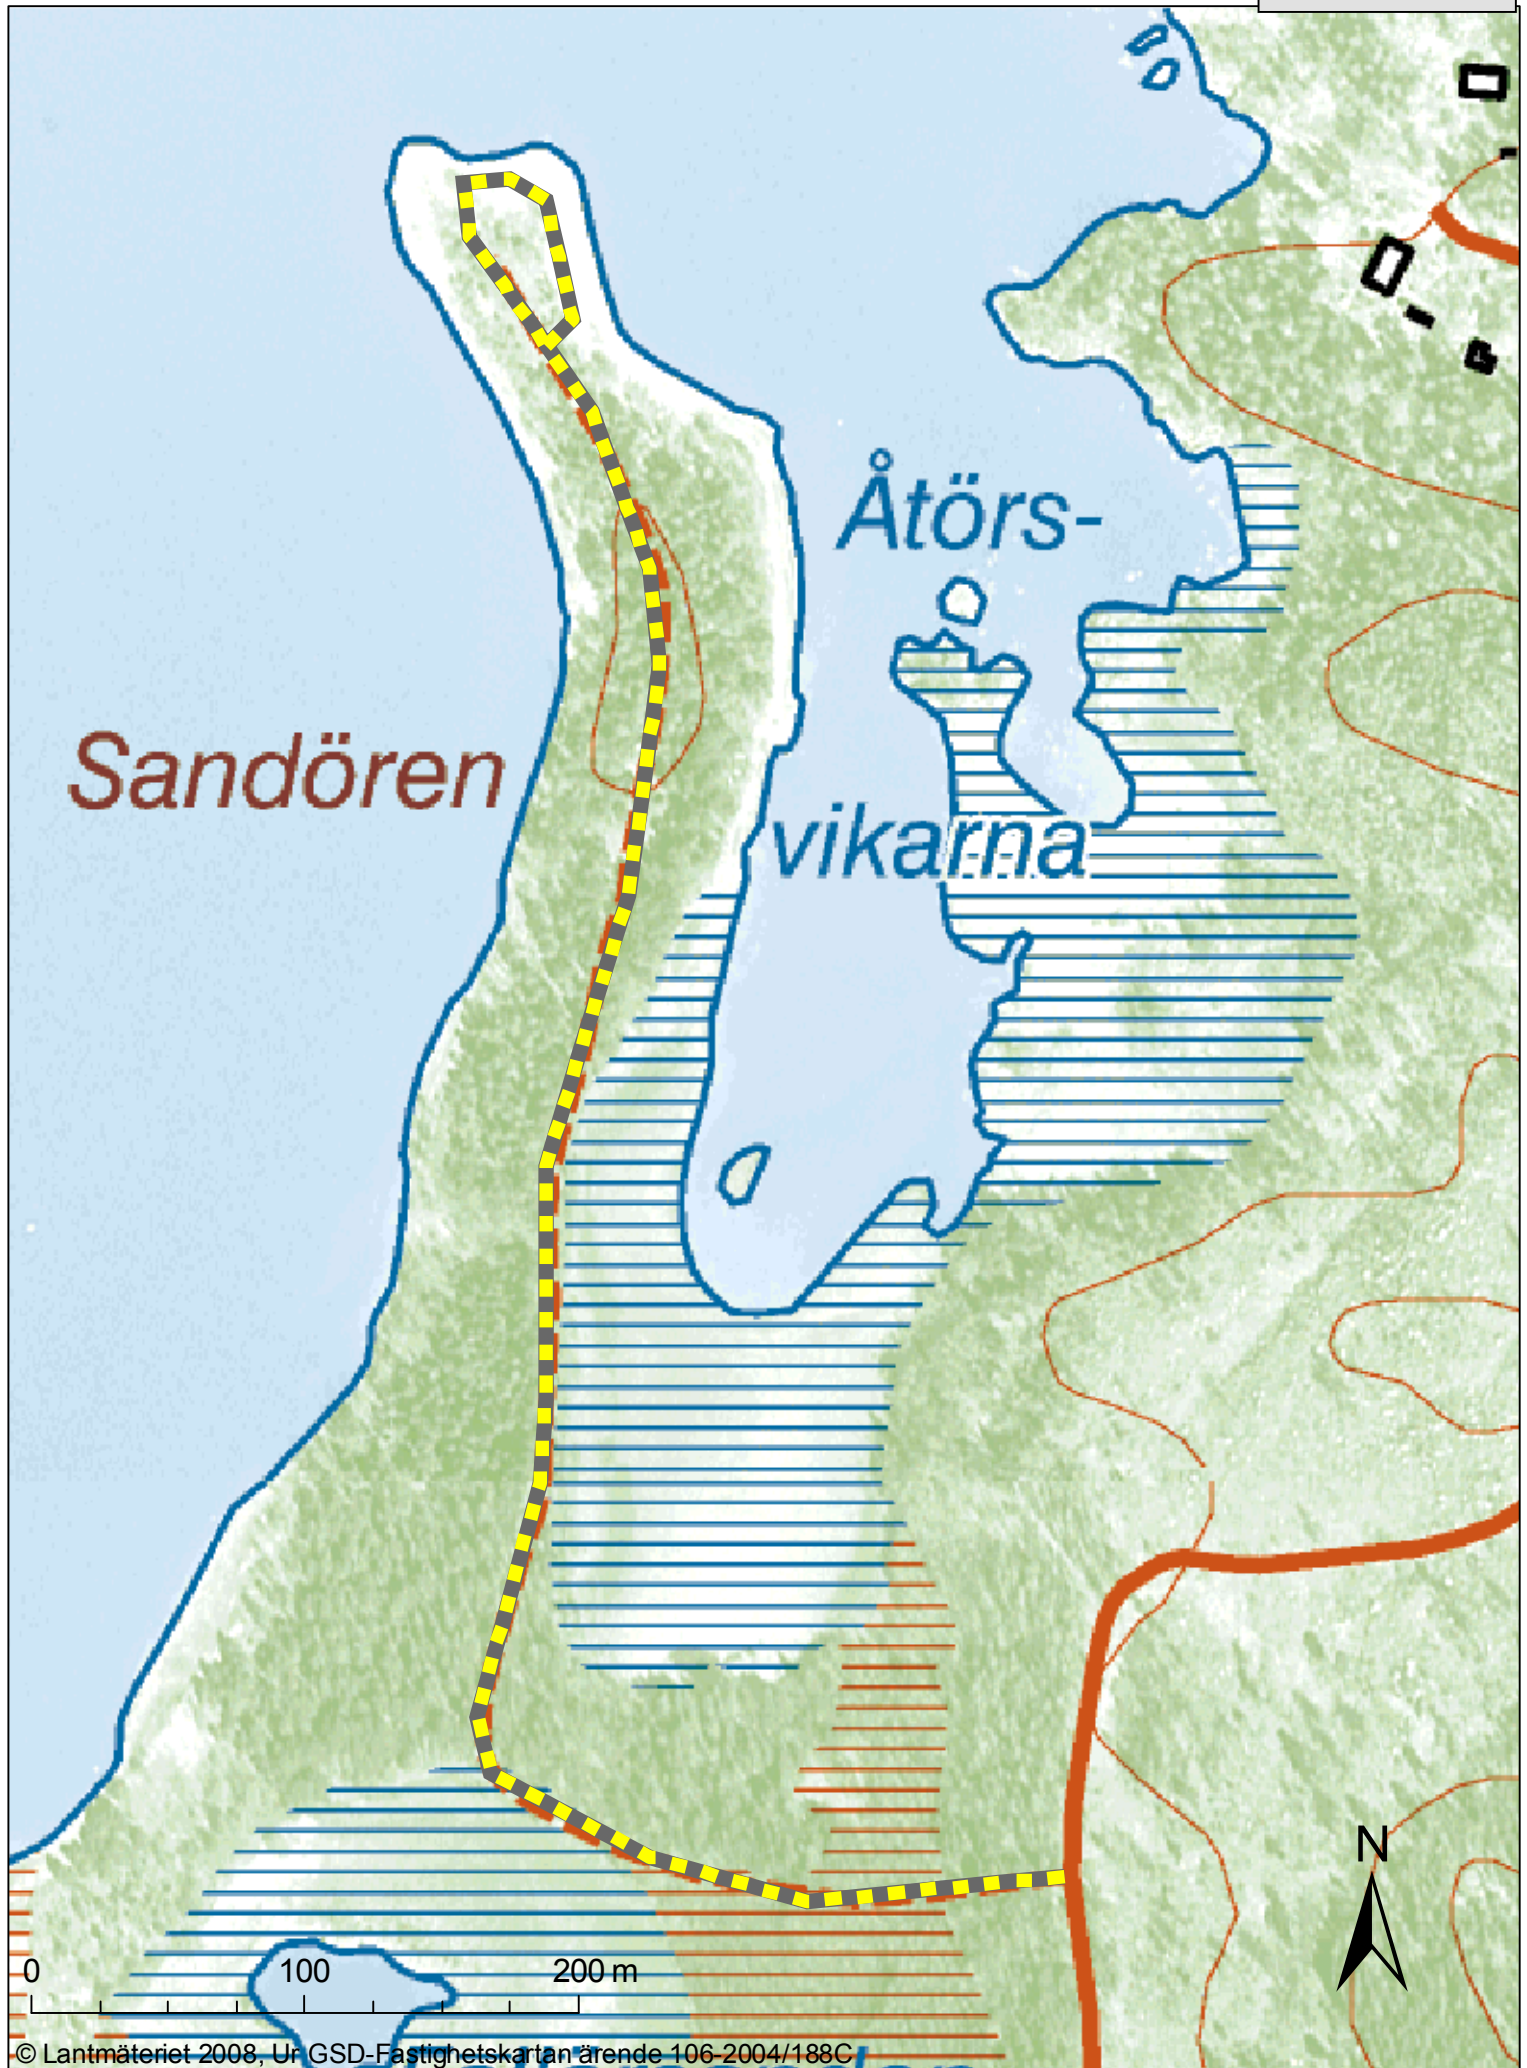 Åtörs-
Sandören
vikarna
N
0 100 200 m
© Lantmäteriet 2008, Ur GSD-Fastighetskartan ärende 106-2004/188C